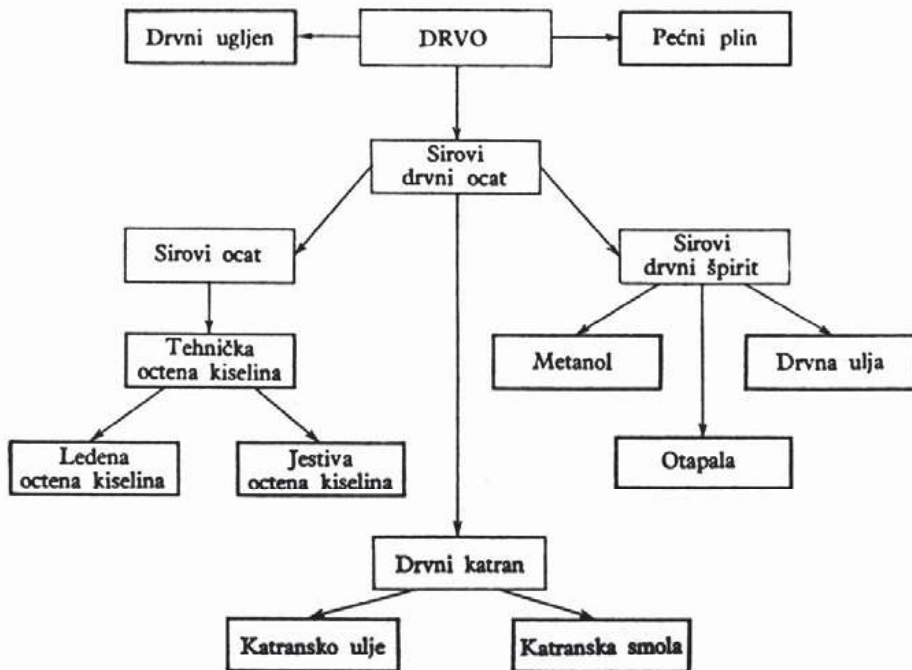 Drvni ugljen
DRVO
Pećni plin
Sirovi
drvni ocat
Sirovi ocat
Sirovi
drvni špirit
Tehnička
octena kiselina
Metanol
Drvna ulja
Ledena
octena kiselina
Jestiva
octena kiselina
Otapala
Drvni katran
Katransko ulje
Katranska smola